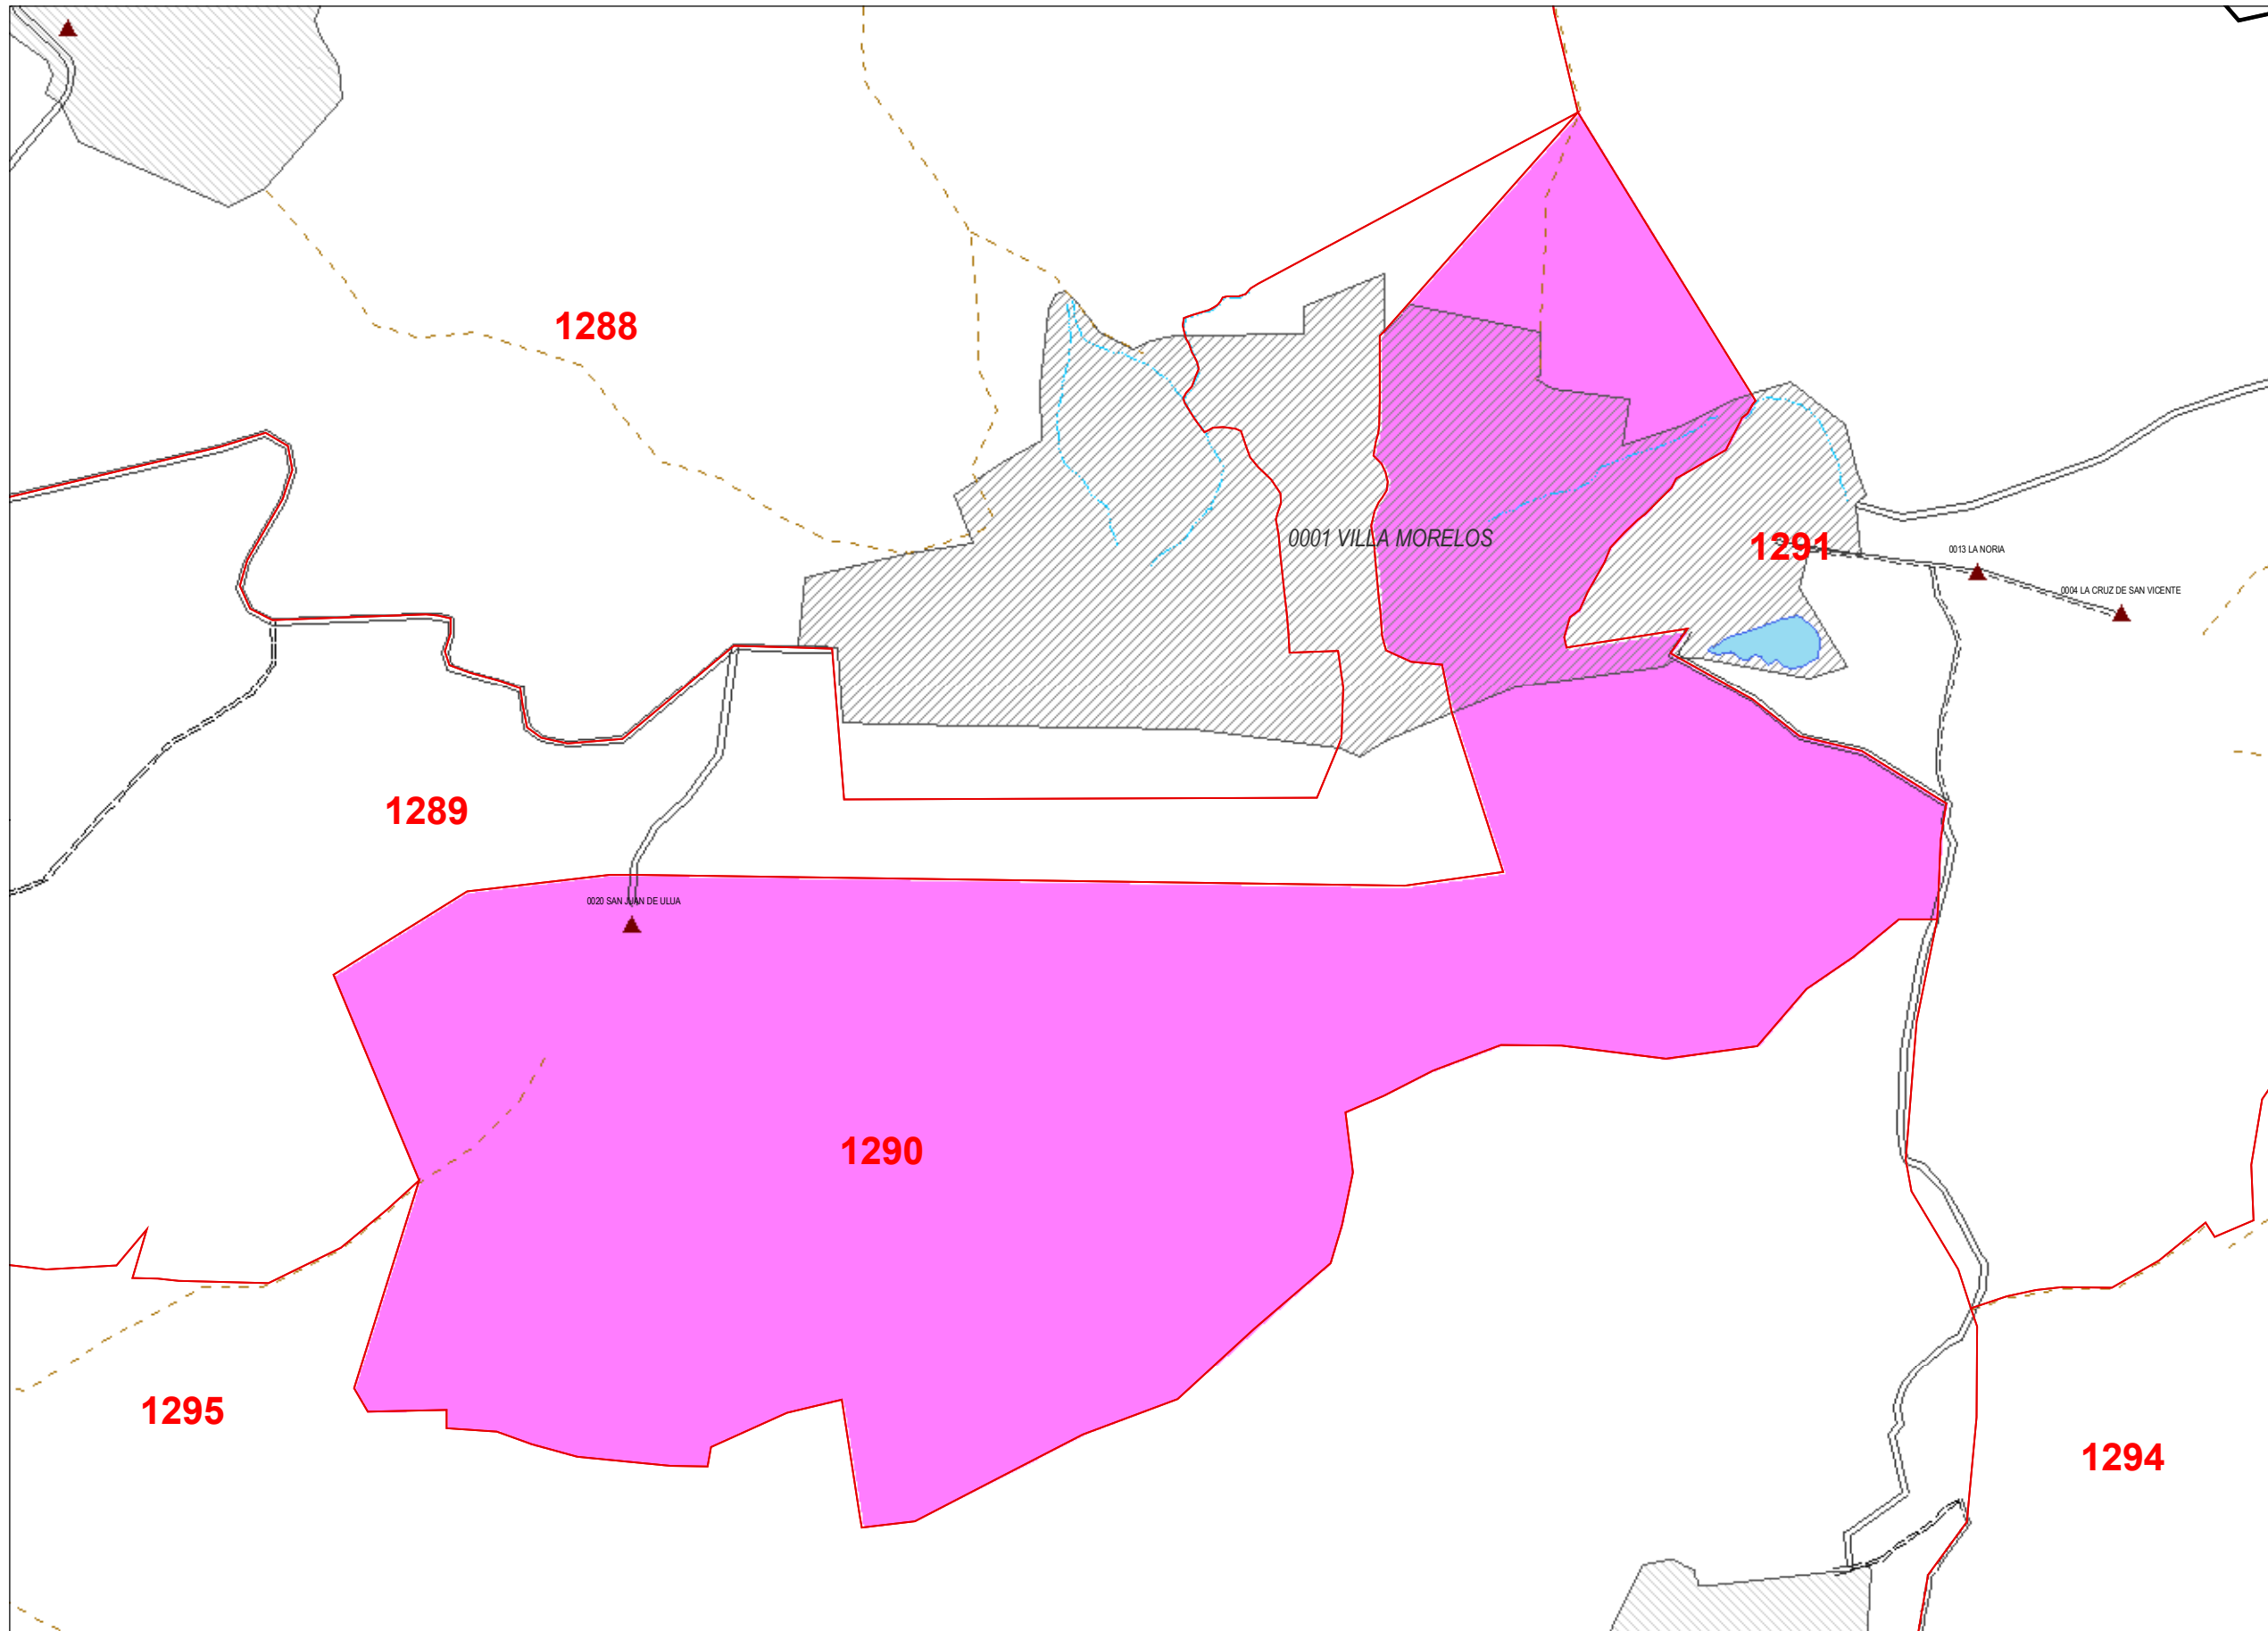 1288
0001 VILLA MORELOS
1291
0013 LA NORIA
0004 LA CRUZ DE SAN VICENTE
1289
0020 SAN JUAN DE ULUA
1290
1295
1294